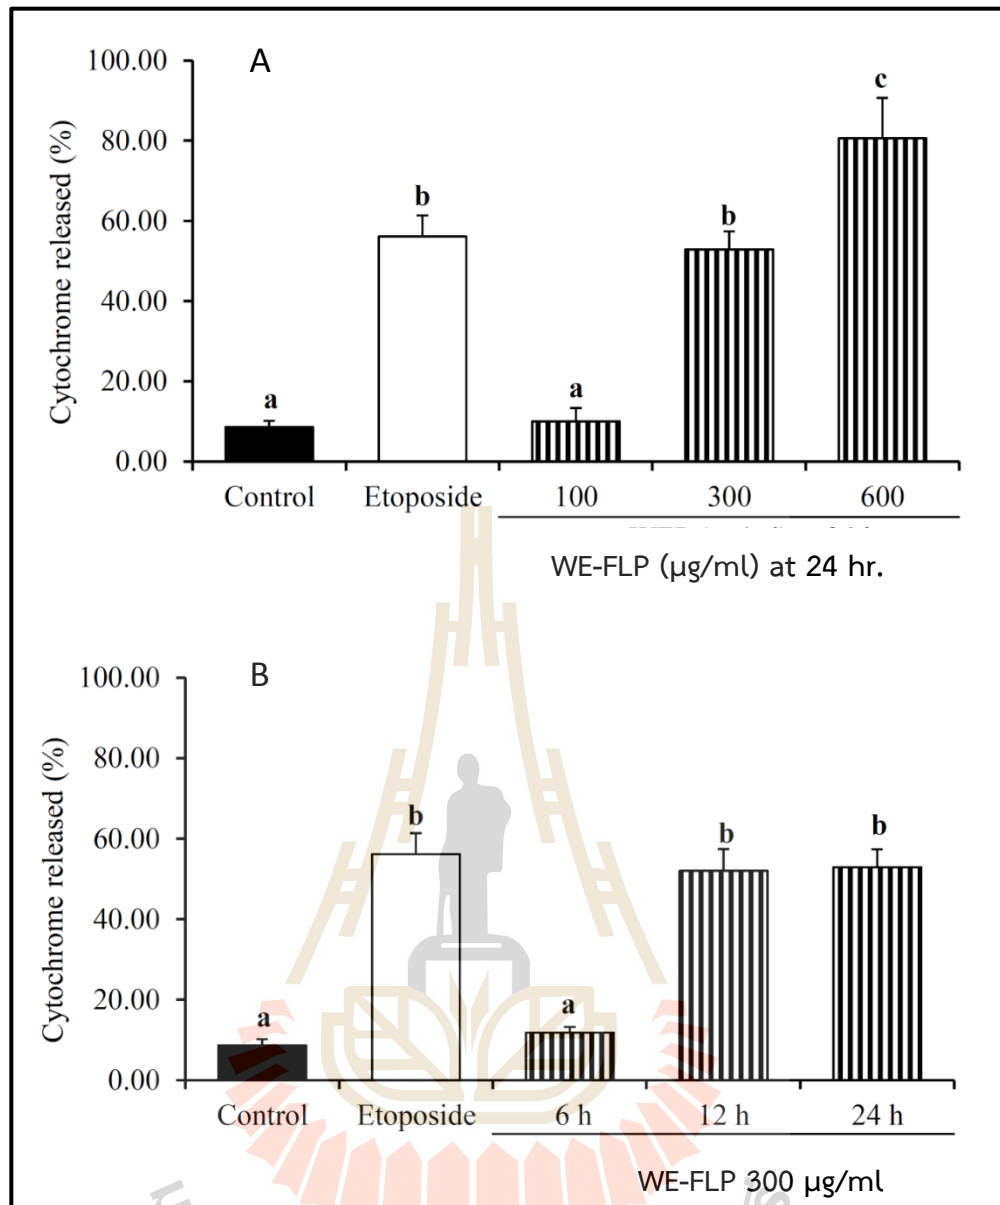 A
Cytochrome released (%)
100.00
80.00
60.00
40.00
20.00
0.00
a
b
a
b
c
Control
Etoposide
100
300
600
WE-FLP (µg/ml) at 24 hr.
B
Cytochrome released (%)
100.00
80.00
60.00
40.00
20.00
0.00
a
b
a
b
b
Control
Etoposide
6 h
12 h
24 h
WE-FLP 300 µg/ml